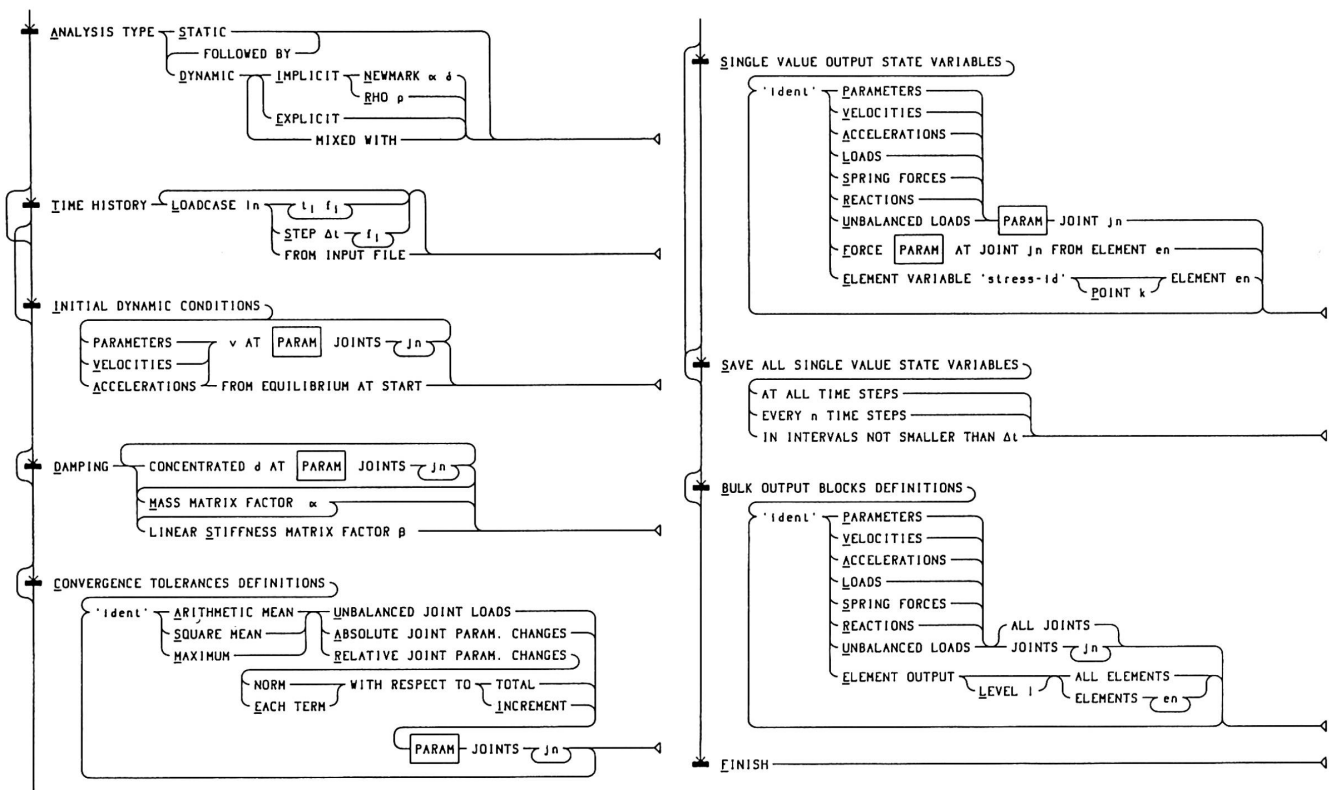 ANALYSIS TYPE STATIC
FOLLOWED BY
DYNAMIC IMPLICIT NEWMARK ∝ d
RHO ρ
EXPLICIT
MIXED WITH
TIME HISTORY LOADCASE ln t_i f_i
STEP Δt f_i
FROM INPUT FILE
INITIAL DYNAMIC CONDITIONS
PARAMETERS v AT PARAM JOINTS jn
VELOCITIES
ACCELERATIONS FROM EQUILIBRIUM AT START
DAMPING CONCENTRATED d AT PARAM JOINTS jn
MASS MATRIX FACTOR ∝
LINEAR STIFFNESS MATRIX FACTOR β
CONVERGENCE TOLERANCES DEFINITIONS
'ident' ARITHMETIC MEAN UNBALANCED JOINT LOADS
SQUARE MEAN ABSOLUTE JOINT PARAM. CHANGES
MAXIMUM RELATIVE JOINT PARAM. CHANGES
NORM WITH RESPECT TO TOTAL
EACH TERM INCREMENT
PARAM JOINTS jn
SINGLE VALUE OUTPUT STATE VARIABLES
'ident' PARAMETERS
VELOCITIES
ACCELERATIONS
LOADS
SPRING FORCES
REACTIONS
UNBALANCED LOADS PARAM JOINT jn
FORCE PARAM AT JOINT jn FROM ELEMENT en
ELEMENT VARIABLE 'stress-id' ELEMENT en
POINT k
SAVE ALL SINGLE VALUE STATE VARIABLES
AT ALL TIME STEPS
EVERY n TIME STEPS
IN INTERVALS NOT SMALLER THAN Δt
BULK OUTPUT BLOCKS DEFINITIONS
'ident' PARAMETERS
VELOCITIES
ACCELERATIONS
LOADS
SPRING FORCES
REACTIONS ALL JOINTS
UNBALANCED LOADS JOINTS jn
ELEMENT OUTPUT ALL ELEMENTS
LEVEL l ELEMENTS en
FINISH